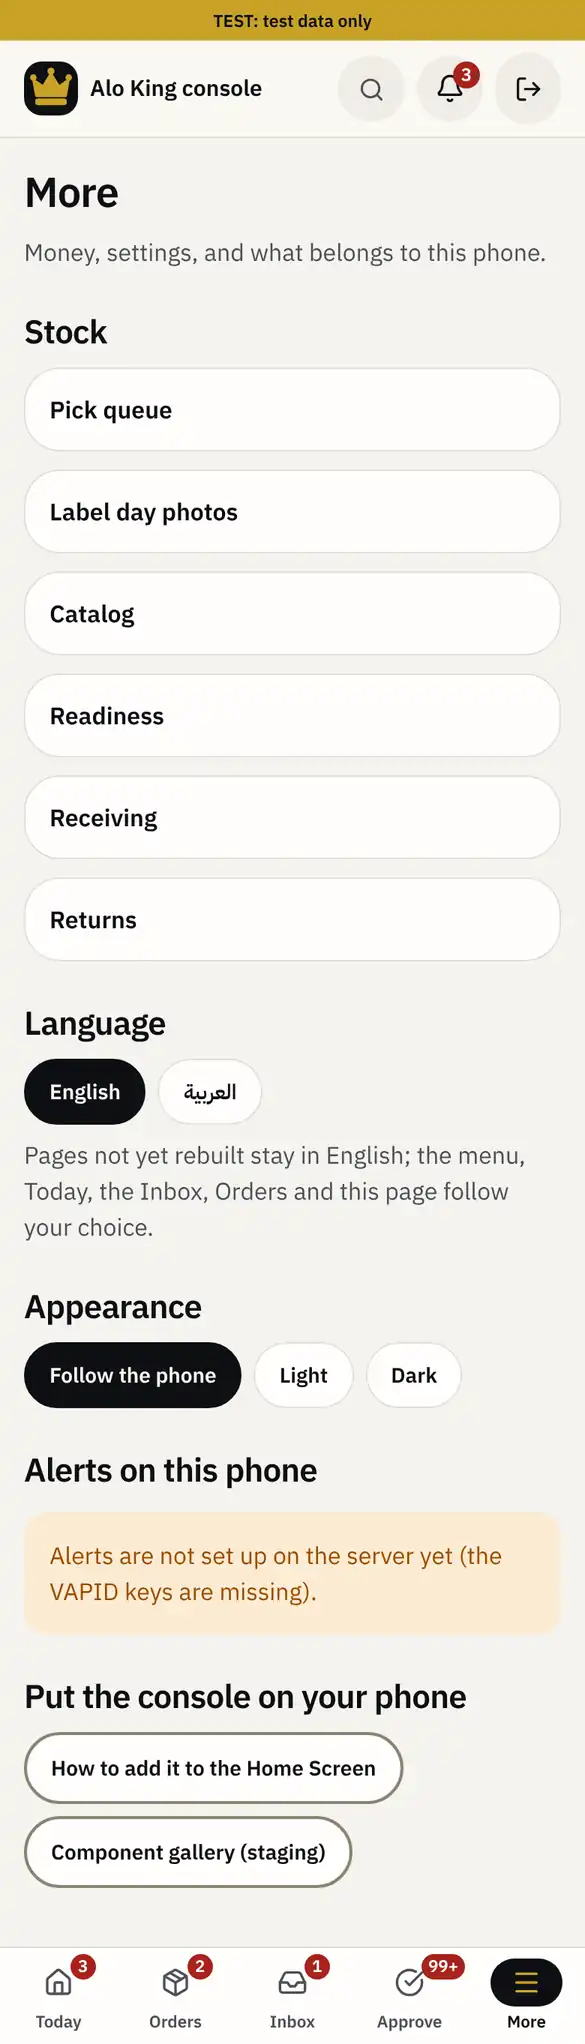 TEST: test data only
Alo King console
3
More
Money, settings, and what belongs to this phone.
Stock
Pick queue
Label day photos
Catalog
Readiness
Receiving
Returns
Language
English
العربية
Pages not yet rebuilt stay in English; the menu,
Today, the Inbox, Orders and this page follow
your choice.
Appearance
Follow the phone
Light
Dark
Alerts on this phone
Alerts are not set up on the server yet (the
VAPID keys are missing).
Put the console on your phone
How to add it to the Home Screen
Component gallery (staging)
3
Today
2
Orders
1
Inbox
99+
Approve
More